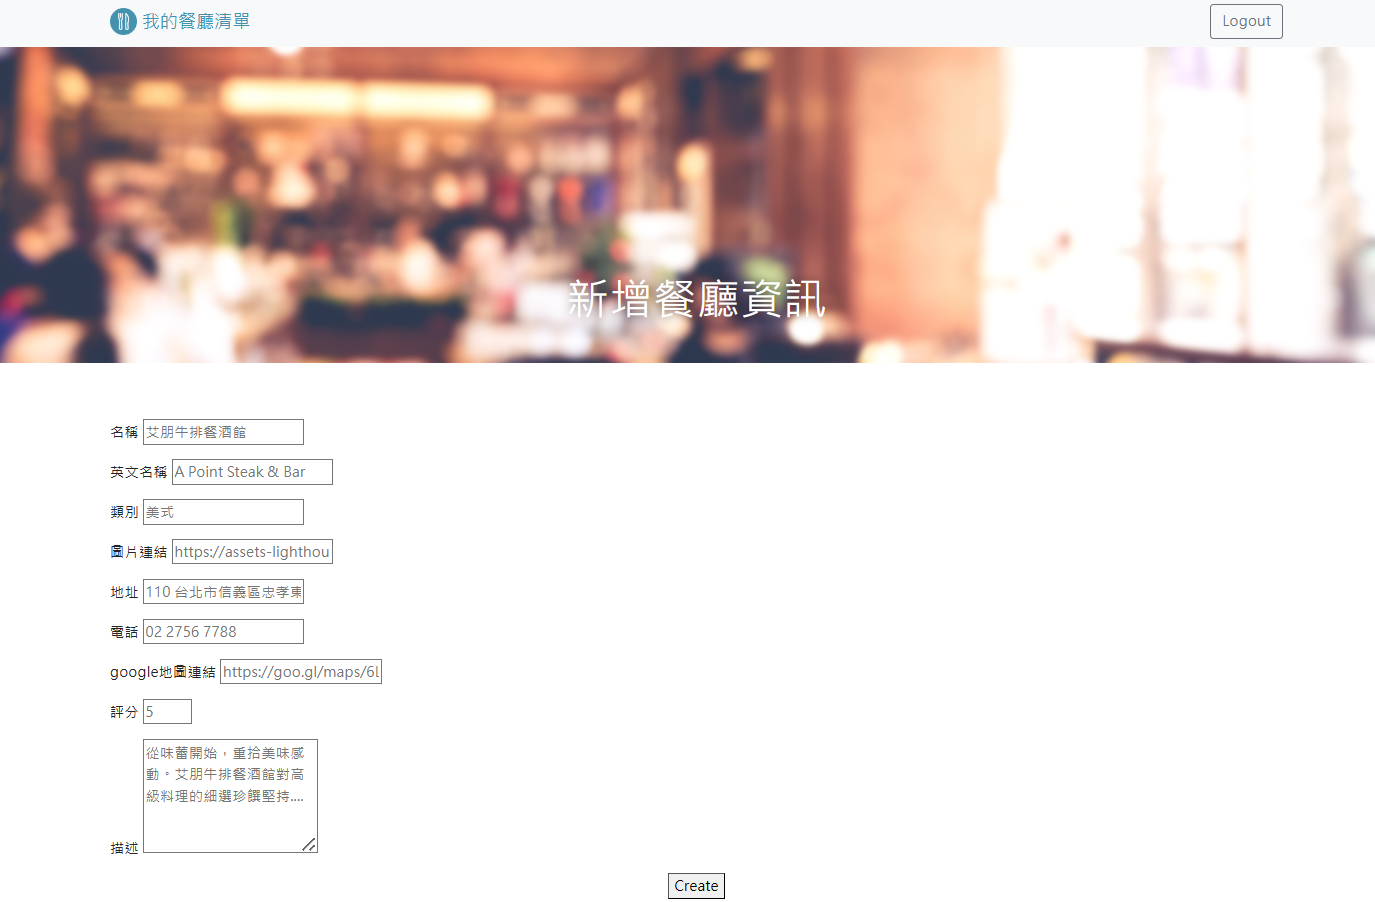 我的餐廳清單
Logout
新增餐廳資訊
名稱 艾朋牛排餐酒館
英文名稱 A Point Steak & Bar
類別 美式
圖片連結 https://assets-lighthou
地址 110 台北市信義區忠孝東
電話 02 2756 7788
google地圖連結 https://goo.gl/maps/6l
評分 5
從味蕾開始，重拾美味感
動。艾朋牛排餐酒館對高
級料理的細選珍饌堅持....
描述
Create